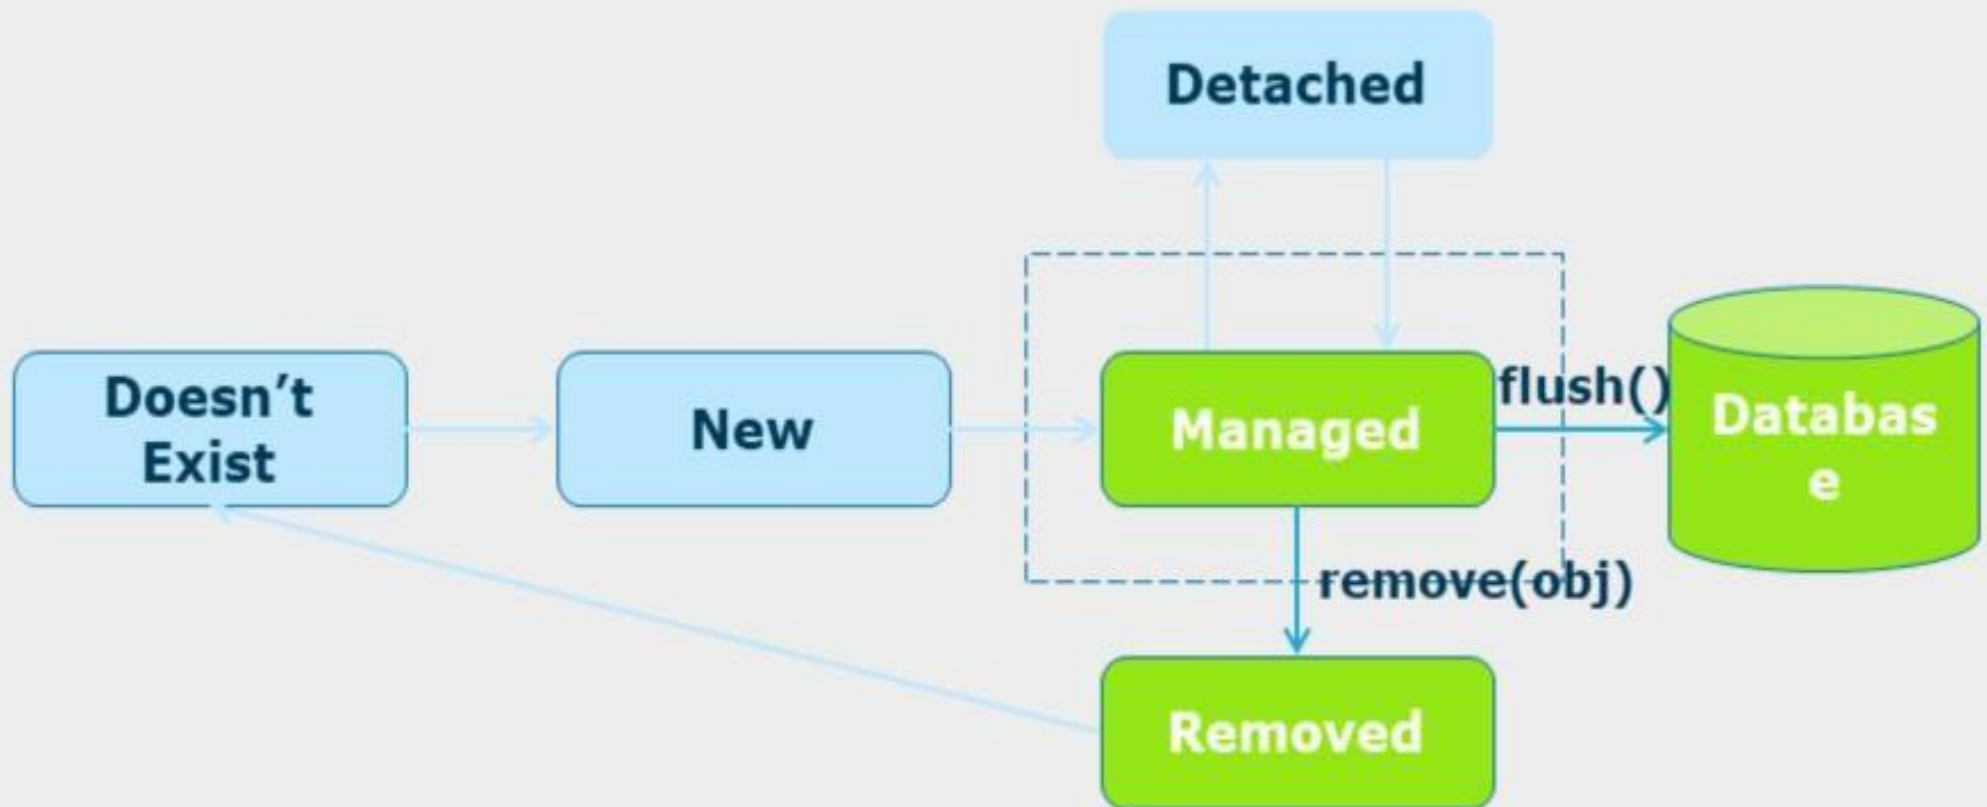 Detached
Doesn’t
Exist
New
Managed
flush()
Databas
e
remove(obj)
Removed